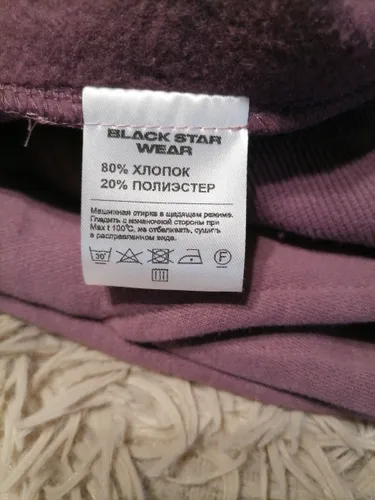 BLACK STAR
WEAR
80% ХЛОПОК
20% ПОЛИЭСТЕР
Машинная стирка в щадящем режиме.
Гладить с изнаночной стороны при
Max t 100°C, не отбеливать, сушить
в расправленном виде.
30° F